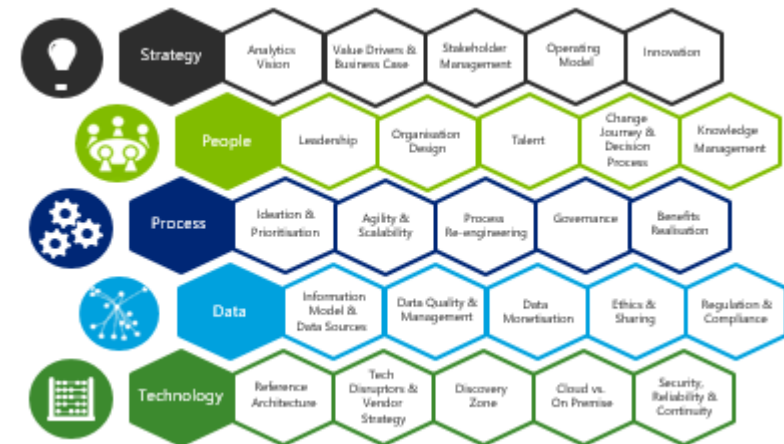 Strategy
Analytics
Vision
Value Drivers &
Business Case
Stakeholder
Management
Operating
Model
Innovation
People
Leadership
Organisation
Design
Talent
Change
Journey &
Decision
Process
Knowledge
Management
Process
Ideation &
Prioritisation
Agility &
Scalability
Process
Re-engineering
Governance
Benefits
Realisation
Data
Information
Model &
Data Sources
Data Quality &
Management
Data
Monetisation
Ethics &
Sharing
Regulation &
Compliance
Technology
Reference
Architecture
Tech
Disruptors &
Vendor
Strategy
Discovery
Zone
Cloud vs.
On Premise
Security,
Reliability &
Continuity